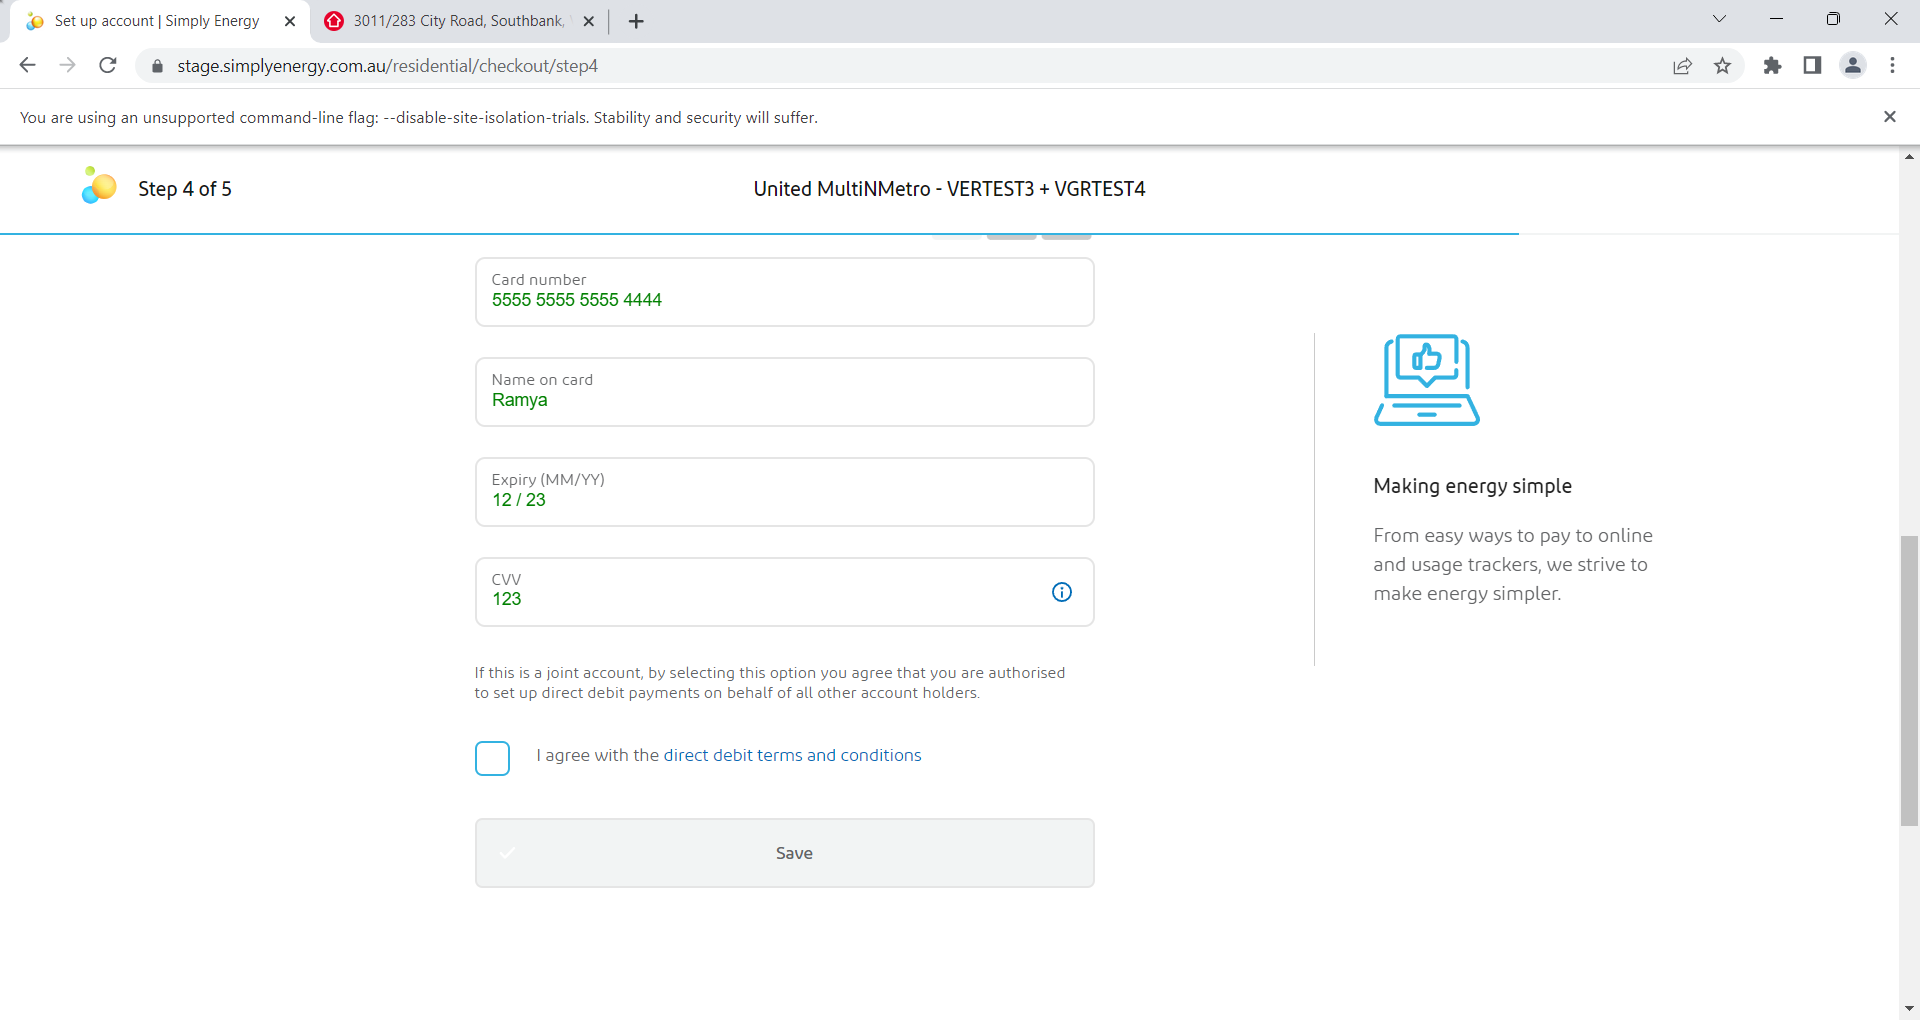 Set up account | Simply Energy
3011/283 City Road, Southbank,
stage.simplyenergy.com.au/residential/checkout/step4
You are using an unsupported command-line flag: --disable-site-isolation-trials. Stability and security will suffer.
Step 4 of 5
United MultiNMetro - VERTEST3 + VGRTEST4
Card number
5555 5555 5555 4444
Name on card
Ramya
Expiry (MM/YY)
12 / 23
CVV
123
If this is a joint account, by selecting this option you agree that you are authorised
to set up direct debit payments on behalf of all other account holders.
I agree with the direct debit terms and conditions
Save
Making energy simple
From easy ways to pay to online
and usage trackers, we strive to
make energy simpler.